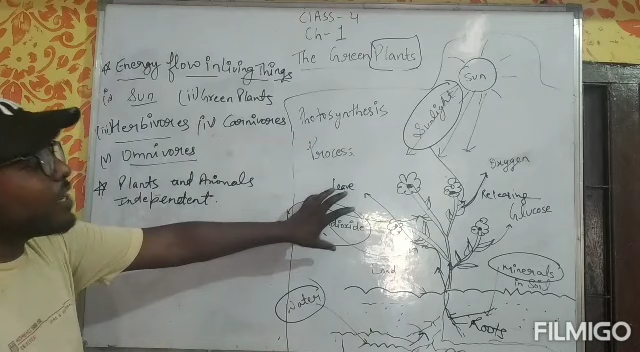 CLASS-4
Ch-1
The Green Plants
* Energy flow in Living Things
i) Sun (ii) Green Plants
(iii) Herbivores (iv) Carnivores
(v) Omnivores
* Plants and Animals
Independent.
Photosynthesis
Process
Sun
Sunlight
Oxygen
Releasing
Glucose
Leave
dioxide
Land
Minerals
in Soil
Water
Roots
FILMIGO